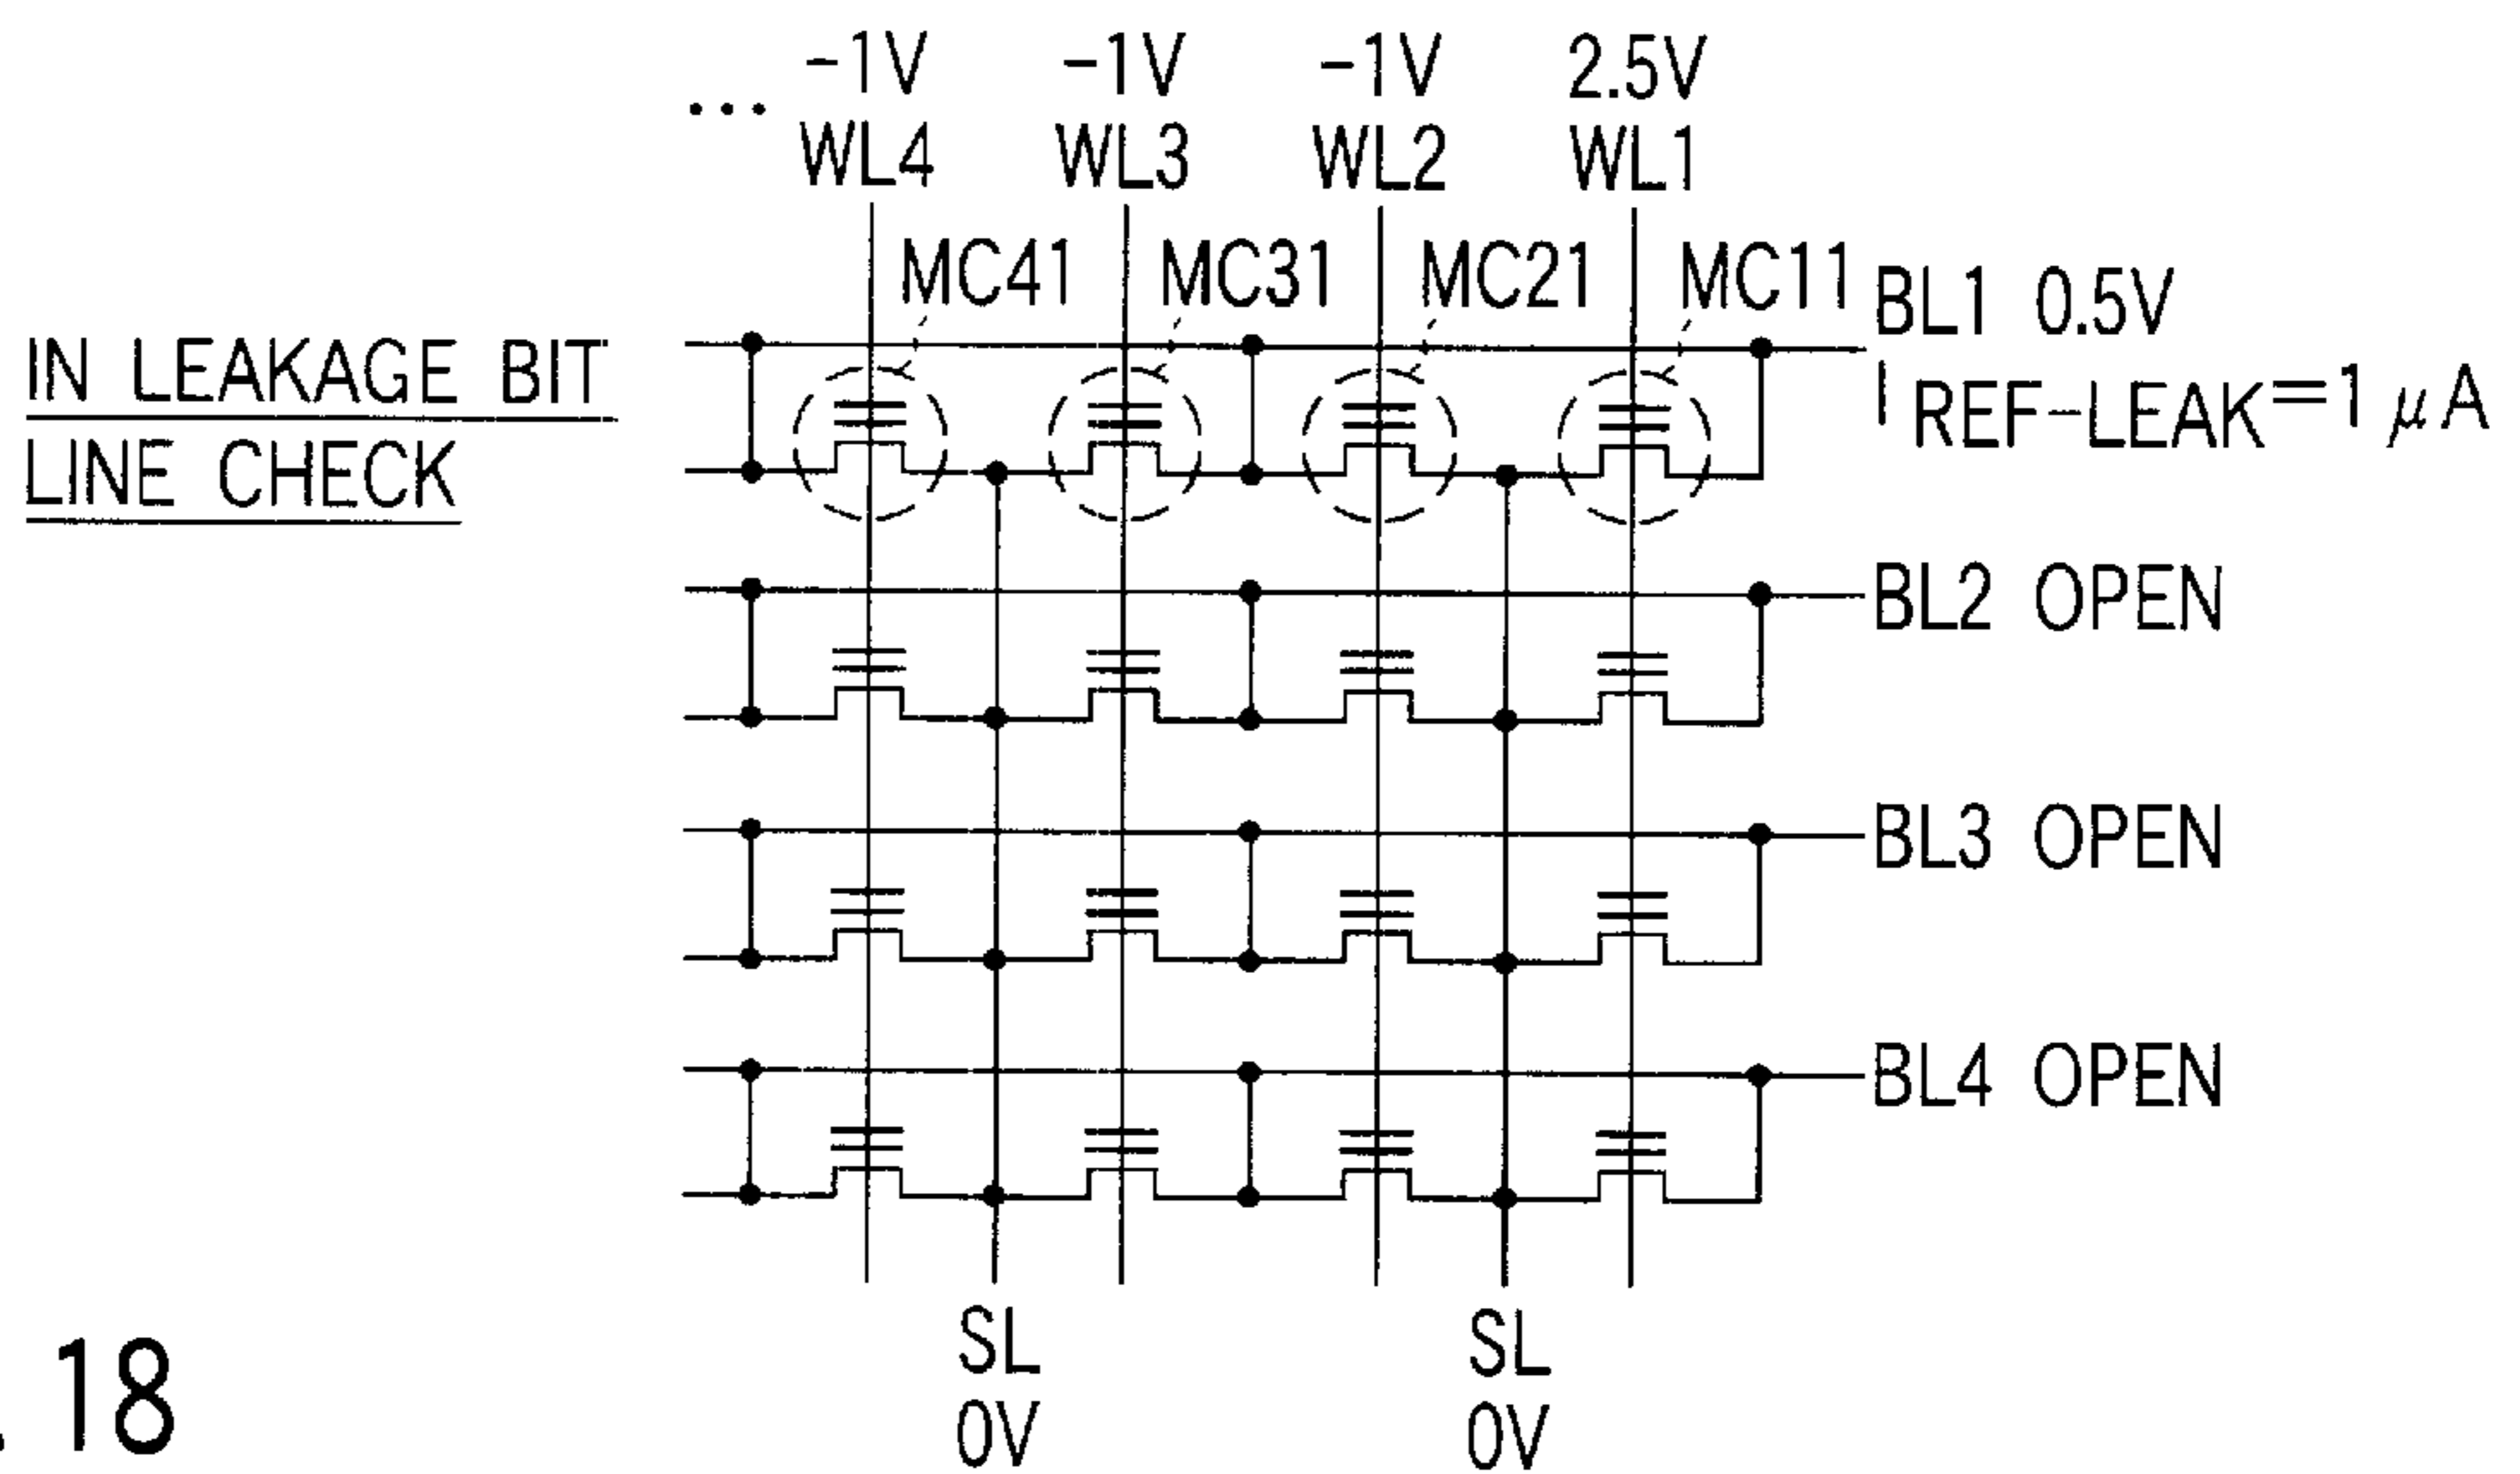 -1V -1V -1V 2.5V
... WL4 WL3 WL2 WL1
MC41 MC31 MC21 MC11
BL1 0.5V
IN LEAKAGE BIT
LINE CHECK
I REF-LEAK=1μA
BL2 OPEN
BL3 OPEN
BL4 OPEN
SL SL
0V 0V
. 18